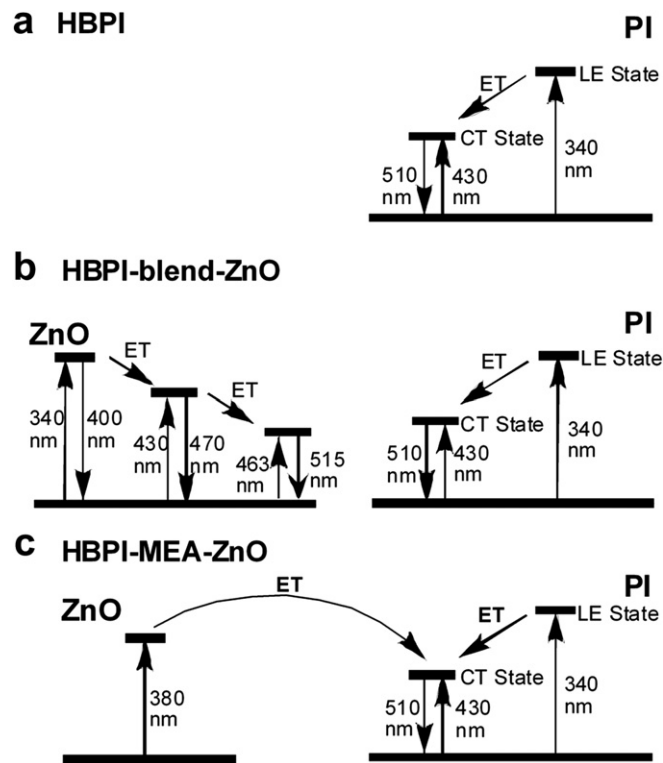 a HBPI
PI
ET
LE State
CT State
510
nm
430
nm
340
nm
b HBPI-blend-ZnO
ZnO
PI
ET
ET
ET
LE State
CT State
340
nm
400
nm
430
nm
470
nm
463
nm
515
nm
510
nm
430
nm
340
nm
c HBPI-MEA-ZnO
ZnO
ET
PI
ET
LE State
CT State
380
nm
510
nm
430
nm
340
nm